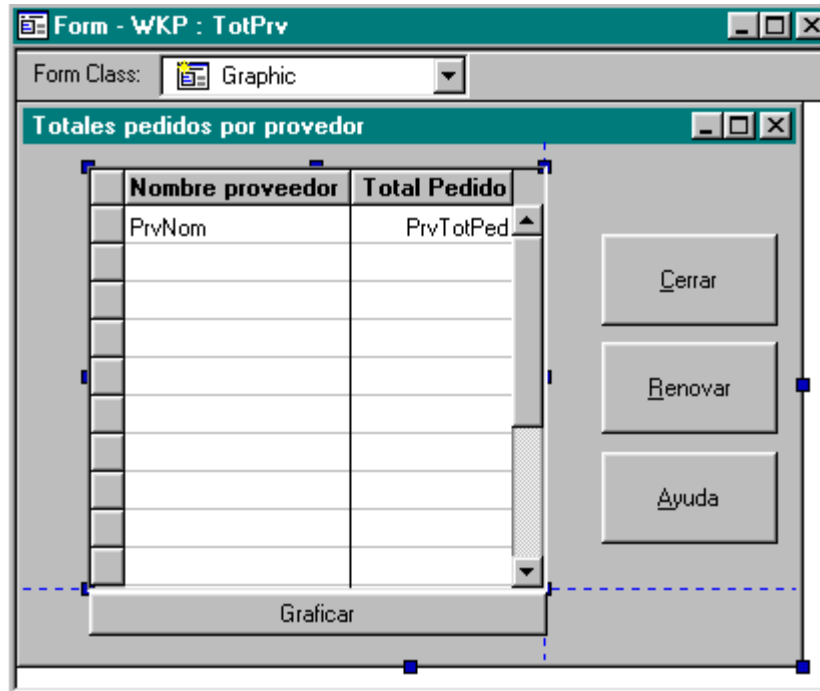 Form - WKP : TotPrv
Form Class: Graphic
Totales pedidos por provedor
Nombre proveedor Total Pedido
PrvNom PrvTotPed
Cerrar
Renovar
Ayuda
Graficar